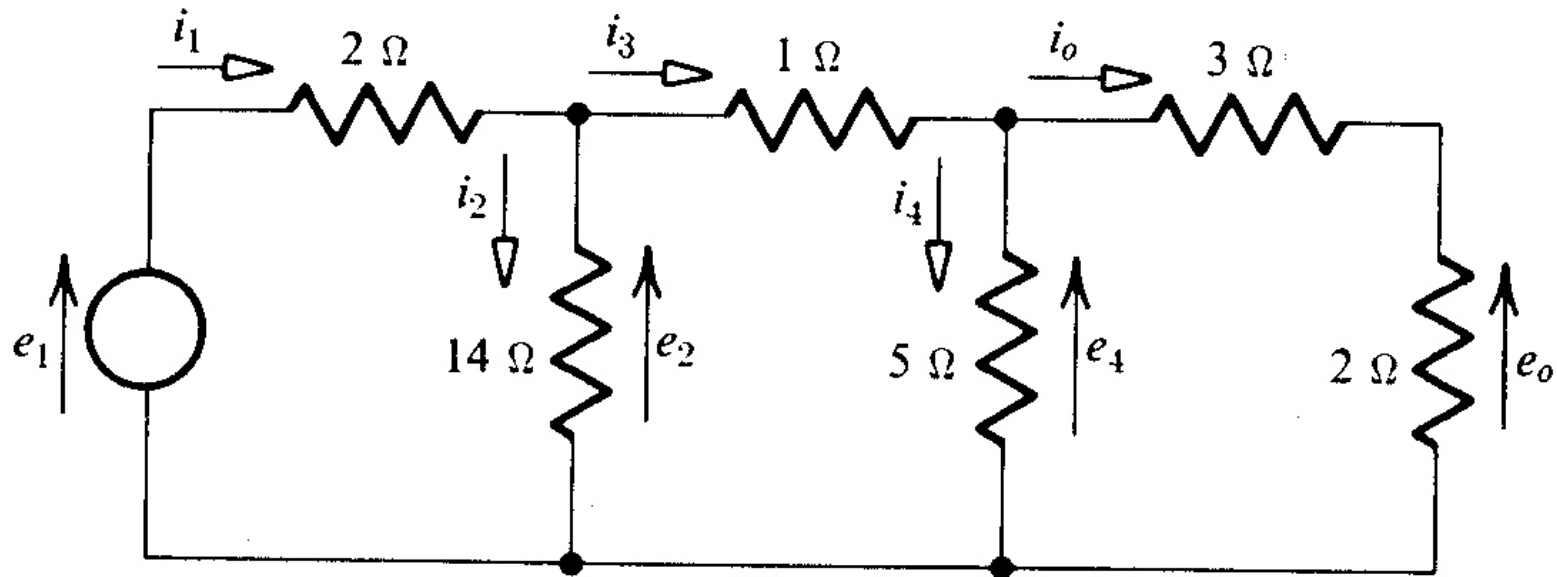 i₁ 2 Ω i₃ 1 Ω iₒ 3 Ω
i₂ i₄
e₁ 14 Ω e₂ 5 Ω e₄ 2 Ω eₒ